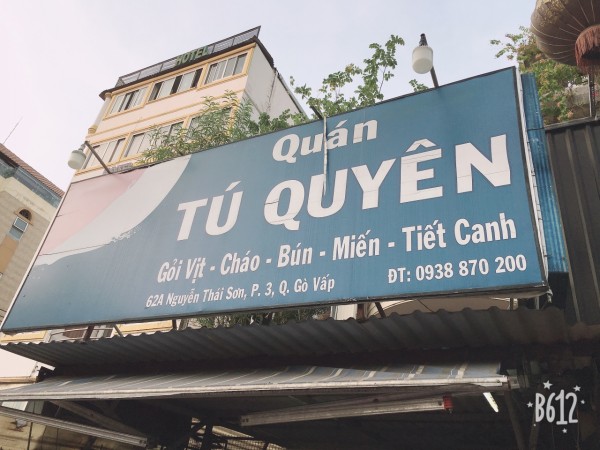 HOTEL
Quán
TÚ QUYÊN
Gỏi Vịt - Cháo - Bún - Miến - Tiết Canh
62A Nguyễn Thái Sơn, P. 3, Q. Gò Vấp
ĐT: 0938 870 200
B612